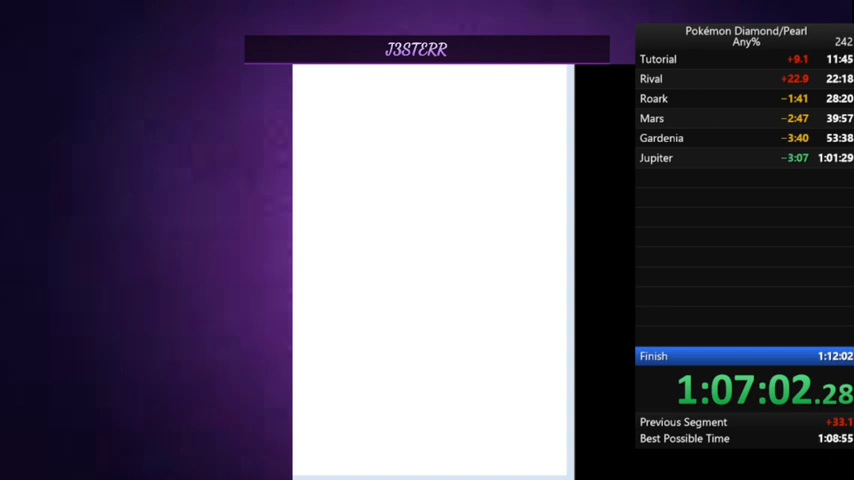 J3STERR
Pokémon Diamond/Pearl
Any% 242
Tutorial +9.1 11:45
Rival +22.9 22:18
Roark −1:41 28:20
Mars −2:47 39:57
Gardenia −3:40 53:38
Jupiter −3:07 1:01:29
Finish 1:12:02
1:07:02.28
Previous Segment +33.1
Best Possible Time 1:08:55